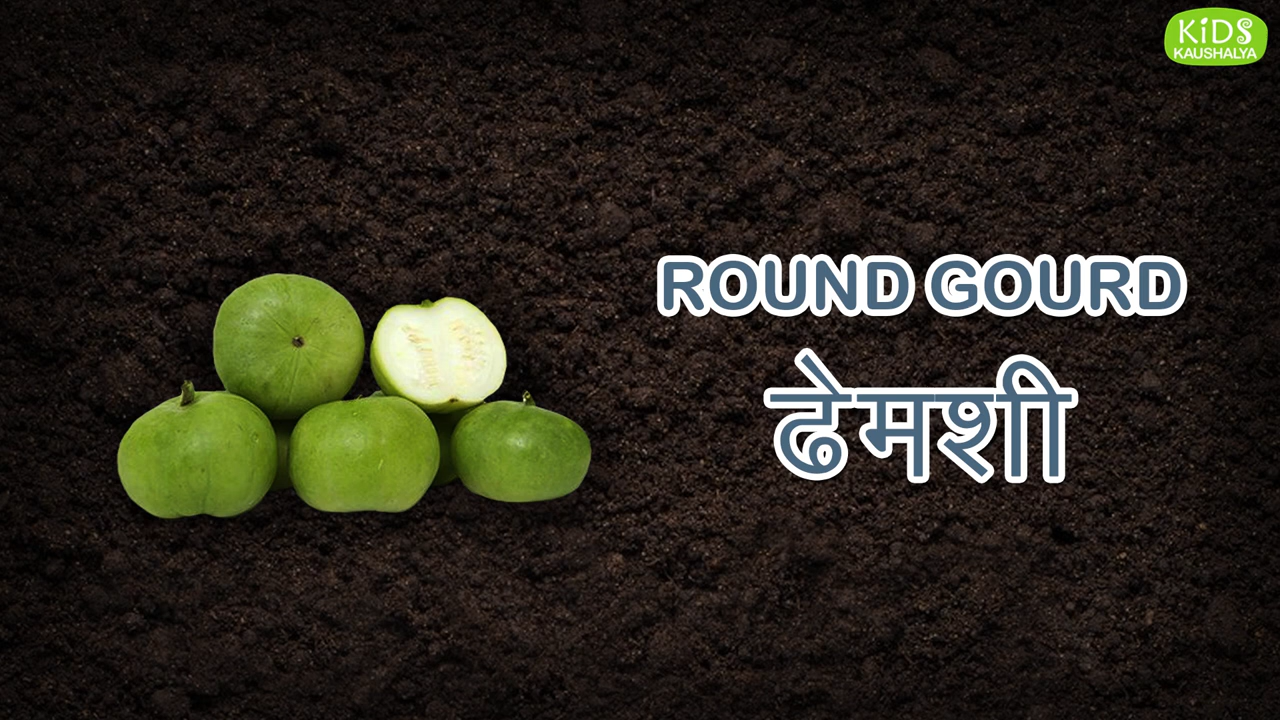 KiDS
KAUSHALYA
ROUND GOURD
ढेमशी